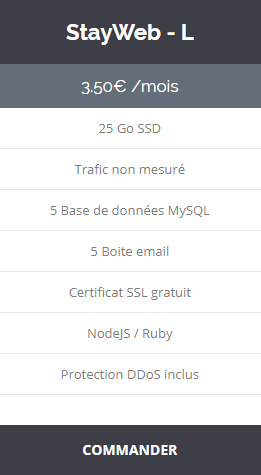 StayWeb - L
3.50€ /mois
25 Go SSD
Trafic non mesuré
5 Base de données MySQL
5 Boite email
Certificat SSL gratuit
NodeJS / Ruby
Protection DDoS inclus
COMMANDER